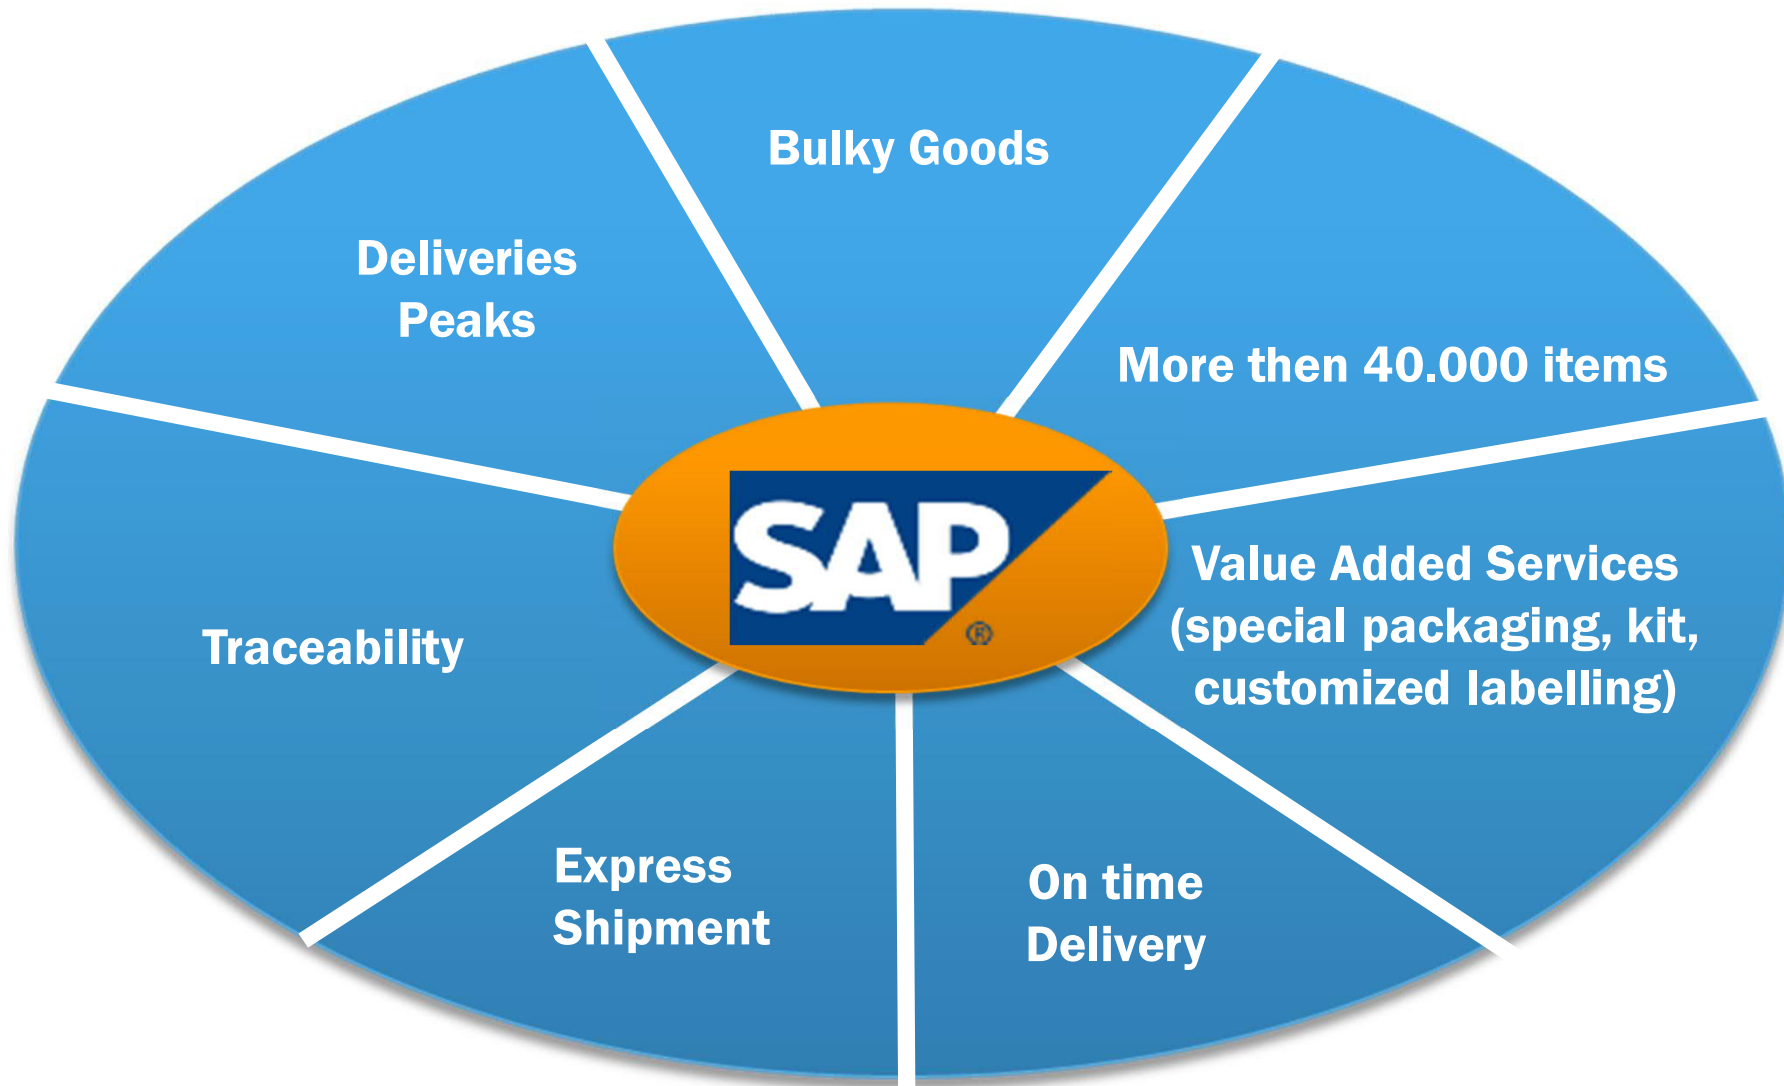 Bulky Goods
Deliveries
Peaks
More then 40.000 items
SAP
®
Value Added Services
(special packaging, kit,
customized labelling)
Traceability
Express
Shipment
On time
Delivery